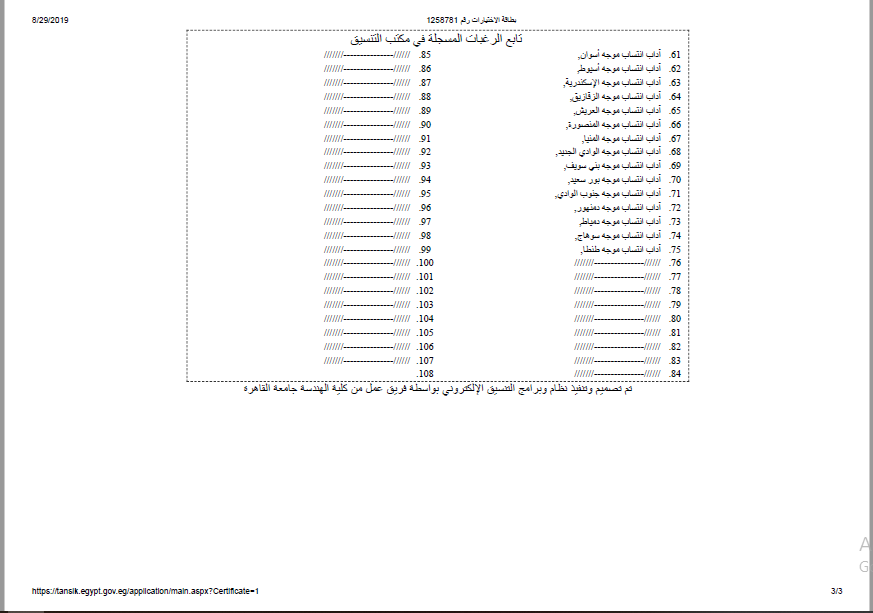 8/29/2019 بطاقة الاختيارات رقم 1258781
تابع الرغبات المسجلة في مكتب التنسيق
61. آداب انتساب موجه أسوان,
62. آداب انتساب موجه أسيوط,
63. آداب انتساب موجه الإسكندرية,
64. آداب انتساب موجه الزقازيق,
65. آداب انتساب موجه العريش,
66. آداب انتساب موجه المنصورة,
67. آداب انتساب موجه المنيا,
68. آداب انتساب موجه الوادي الجديد,
69. آداب انتساب موجه بني سويف,
70. آداب انتساب موجه بور سعيد,
71. آداب انتساب موجه جنوب الوادي,
72. آداب انتساب موجه دمنهور,
73. آداب انتساب موجه دمياط,
74. آداب انتساب موجه سوهاج,
75. آداب انتساب موجه طنطا,
76. //////---------------///////
77. //////---------------///////
78. //////---------------///////
79. //////---------------///////
80. //////---------------///////
81. //////---------------///////
82. //////---------------///////
83. //////---------------///////
84. //////---------------///////
85. //////---------------///////
86. //////---------------///////
87. //////---------------///////
88. //////---------------///////
89. //////---------------///////
90. //////---------------///////
91. //////---------------///////
92. //////---------------///////
93. //////---------------///////
94. //////---------------///////
95. //////---------------///////
96. //////---------------///////
97. //////---------------///////
98. //////---------------///////
99. //////---------------///////
100. //////---------------///////
101. //////---------------///////
102. //////---------------///////
103. //////---------------///////
104. //////---------------///////
105. //////---------------///////
106. //////---------------///////
107. //////---------------///////
108.
تم تصميم وتنفيذ نظام وبرامج التنسيق الإلكتروني بواسطة فريق عمل من كلية الهندسة جامعة القاهرة
A
G
https://tansik.egypt.gov.eg/application/main.aspx?Certificate=1 3/3